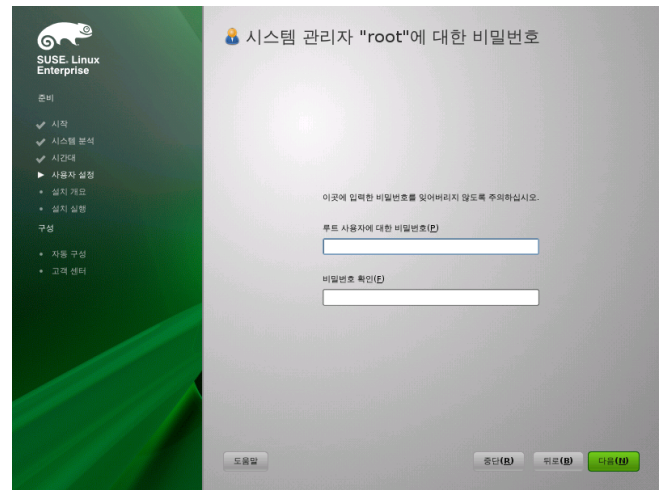 SUSE. Linux
Enterprise
준비
시작
시스템 분석
시간대
사용자 설정
설치 개요
설치 실행
구성
자동 구성
고객 센터
시스템 관리자 "root"에 대한 비밀번호
이곳에 입력한 비밀번호를 잊어버리지 않도록 주의하십시오.
루트 사용자에 대한 비밀번호(P)
비밀번호 확인(F)
도움말
중단(R)
뒤로(B)
다음(N)